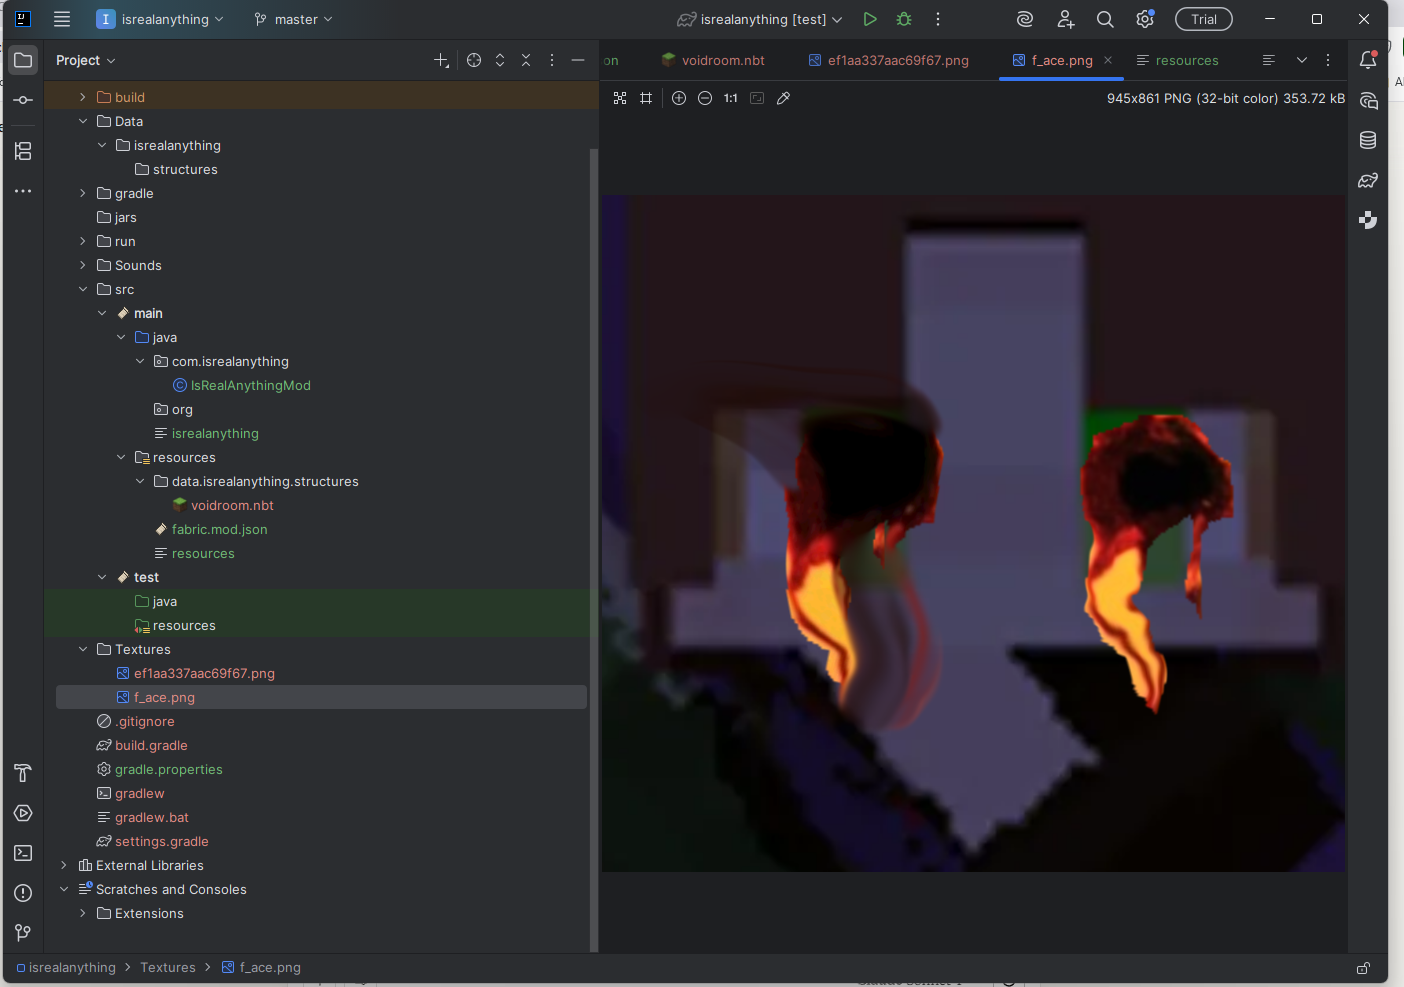 IJ
I isrealanything master isrealanything [test] Trial
Project
on voidroom.nbt ef1aa337aac69f67.png f_ace.png resources
1:1 945x861 PNG (32-bit color) 353.72 kB
build
Data
isrealanything
structures
gradle
jars
run
Sounds
src
main
java
com.isrealanything
IsRealAnythingMod
org
isrealanything
resources
data.isrealanything.structures
voidroom.nbt
fabric.mod.json
resources
test
java
resources
Textures
ef1aa337aac69f67.png
f_ace.png
.gitignore
build.gradle
gradle.properties
gradlew
gradlew.bat
settings.gradle
External Libraries
Scratches and Consoles
Extensions
isrealanything > Textures > f_ace.png